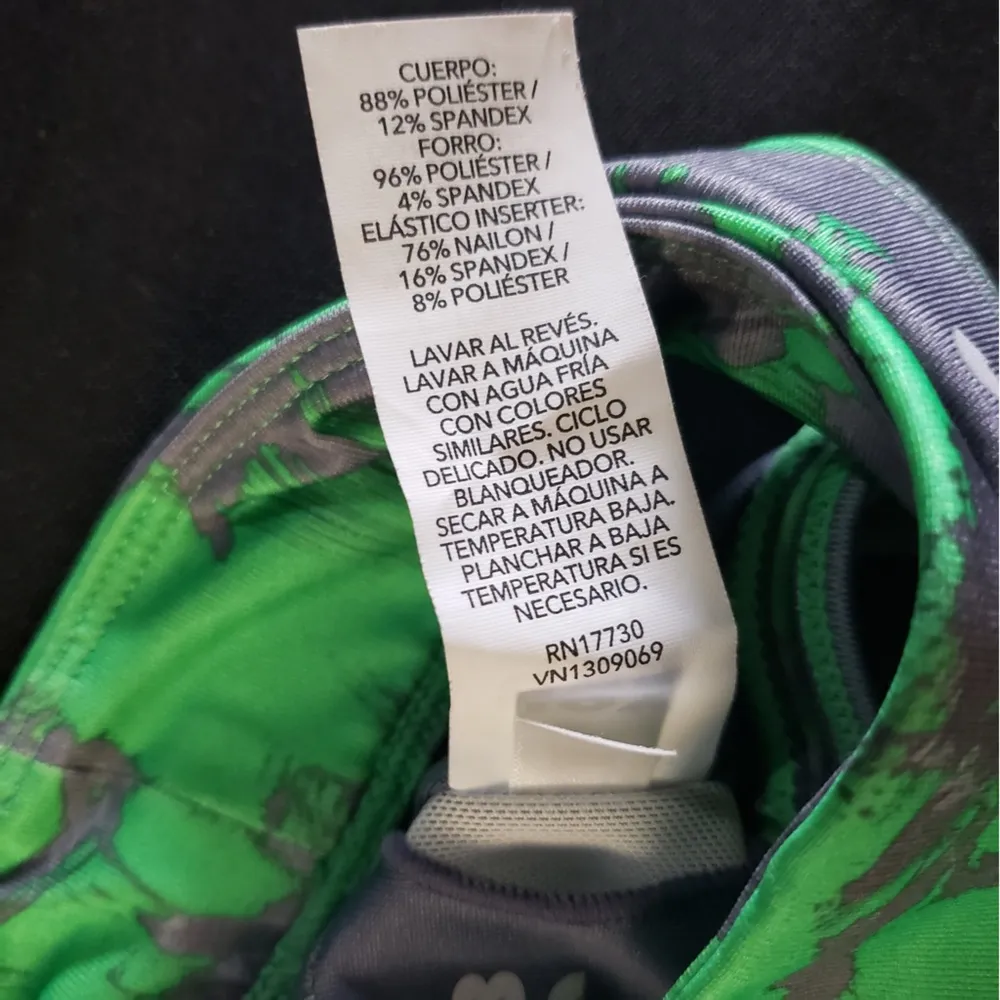 CUERPO:
88% POLIÉSTER /
12% SPANDEX
FORRO:
96% POLIÉSTER /
4% SPANDEX
ELÁSTICO INSERTER:
76% NAILON /
16% SPANDEX /
8% POLIÉSTER
LAVAR AL REVÉS.
LAVAR A MÁQUINA
CON AGUA FRÍA
CON COLORES
SIMILARES. CICLO
DELICADO. NO USAR
BLANQUEADOR.
SECAR A MÁQUINA A
TEMPERATURA BAJA.
PLANCHAR A BAJA
TEMPERATURA SI ES
NECESARIO.
RN17730
VN1309069